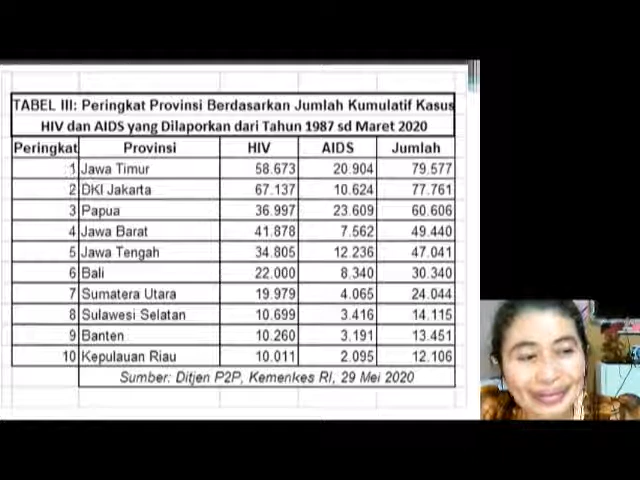 TABEL III: Peringkat Provinsi Berdasarkan Jumlah Kumulatif Kasus
HIV dan AIDS yang Dilaporkan dari Tahun 1987 sd Maret 2020
Peringkat Provinsi HIV AIDS Jumlah
1 Jawa Timur 58.673 20.904 79.577
2 DKI Jakarta 67.137 10.624 77.761
3 Papua 36.997 23.609 60.606
4 Jawa Barat 41.878 7.562 49.440
5 Jawa Tengah 34.805 12.236 47.041
6 Bali 22.000 8.340 30.340
7 Sumatera Utara 19.979 4.065 24.044
8 Sulawesi Selatan 10.699 3.416 14.115
9 Banten 10.260 3.191 13.451
10 Kepulauan Riau 10.011 2.095 12.106
Sumber: Ditjen P2P, Kemenkes RI, 29 Mei 2020